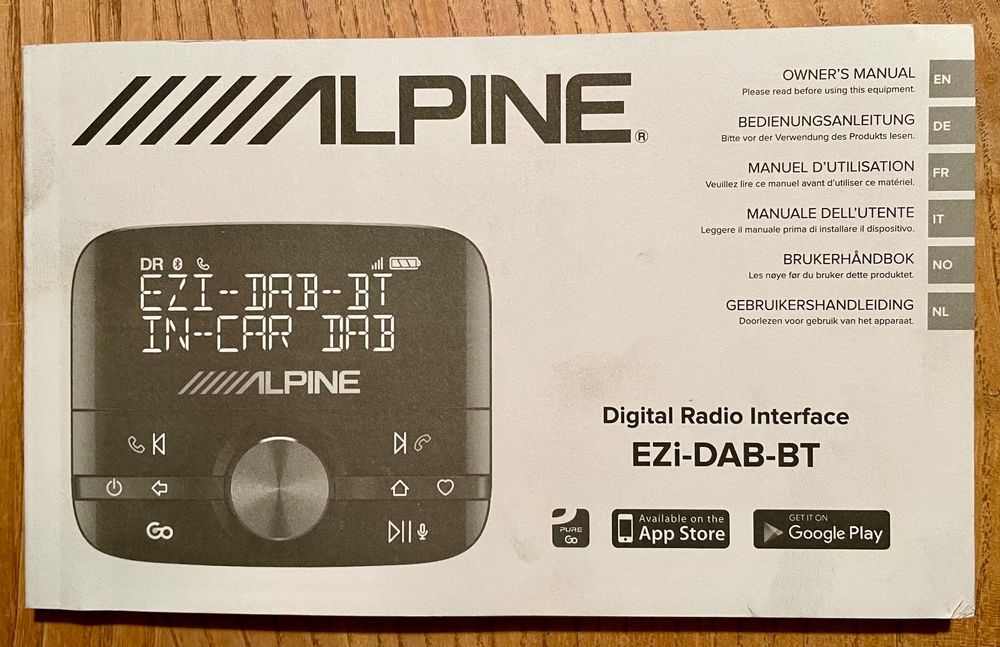 ALPINE®
OWNER'S MANUAL
Please read before using this equipment.
EN
BEDIENUNGSANLEITUNG
Bitte vor der Verwendung des Produkts lesen.
DE
MANUEL D'UTILISATION
Veuillez lire ce manuel avant d'utiliser ce matériel.
FR
MANUALE DELL'UTENTE
Leggere il manuale prima di installare il dispositivo.
IT
BRUKERHÅNDBOK
Les nøye før du bruker dette produktet.
NO
GEBRUIKERSHANDLEIDING
Doorlezen voor gebruik van het apparaat.
NL
DR
EZI-DAB-BT
IN-CAR DAB
ALPINE
Go
Digital Radio Interface
EZi-DAB-BT
PURE
Go
Available on the
App Store
GET IT ON
Google Play